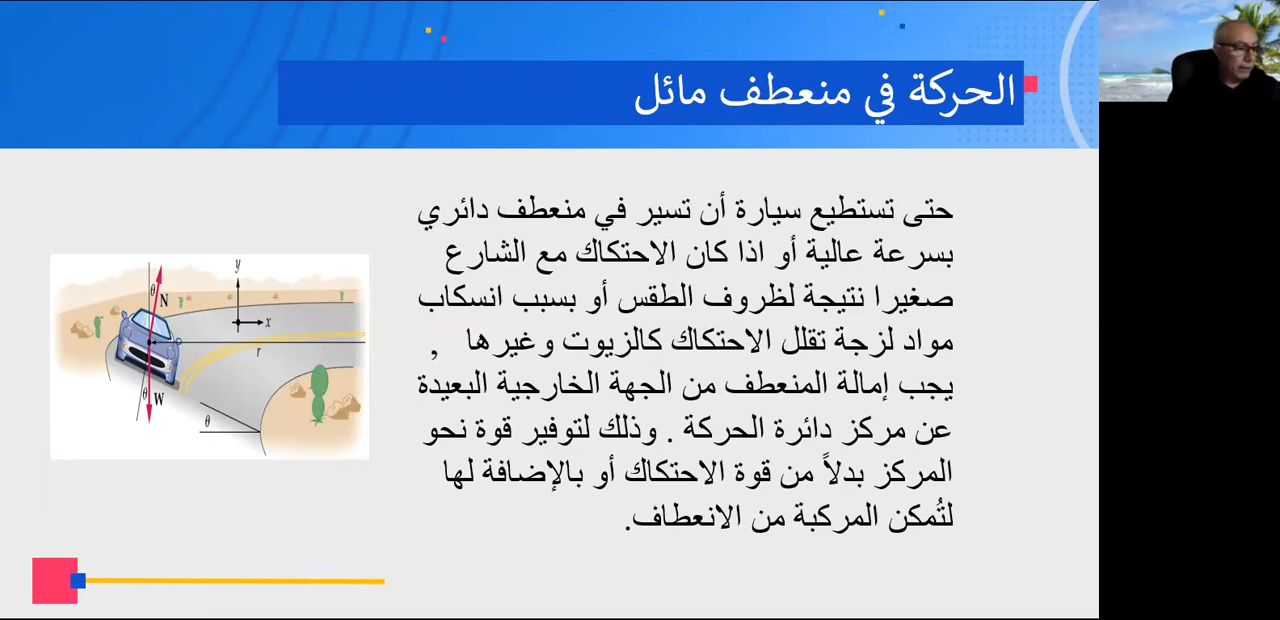 الحركة في منعطف مائل
حتى تستطيع سيارة أن تسير في منعطف دائري
بسرعة عالية أو اذا كان الاحتكاك مع الشارع
صغيرا نتيجة لظروف الطقس أو بسبب انسكاب
مواد لزجة تقلل الاحتكاك كالزيوت وغيرها ,
يجب إمالة المنعطف من الجهة الخارجية البعيدة
عن مركز دائرة الحركة . وذلك لتوفير قوة نحو
المركز بدلاً من قوة الاحتكاك أو بالإضافة لها
لتُمكن المركبة من الانعطاف.
y
θ
N
x
r
θ
W
θ